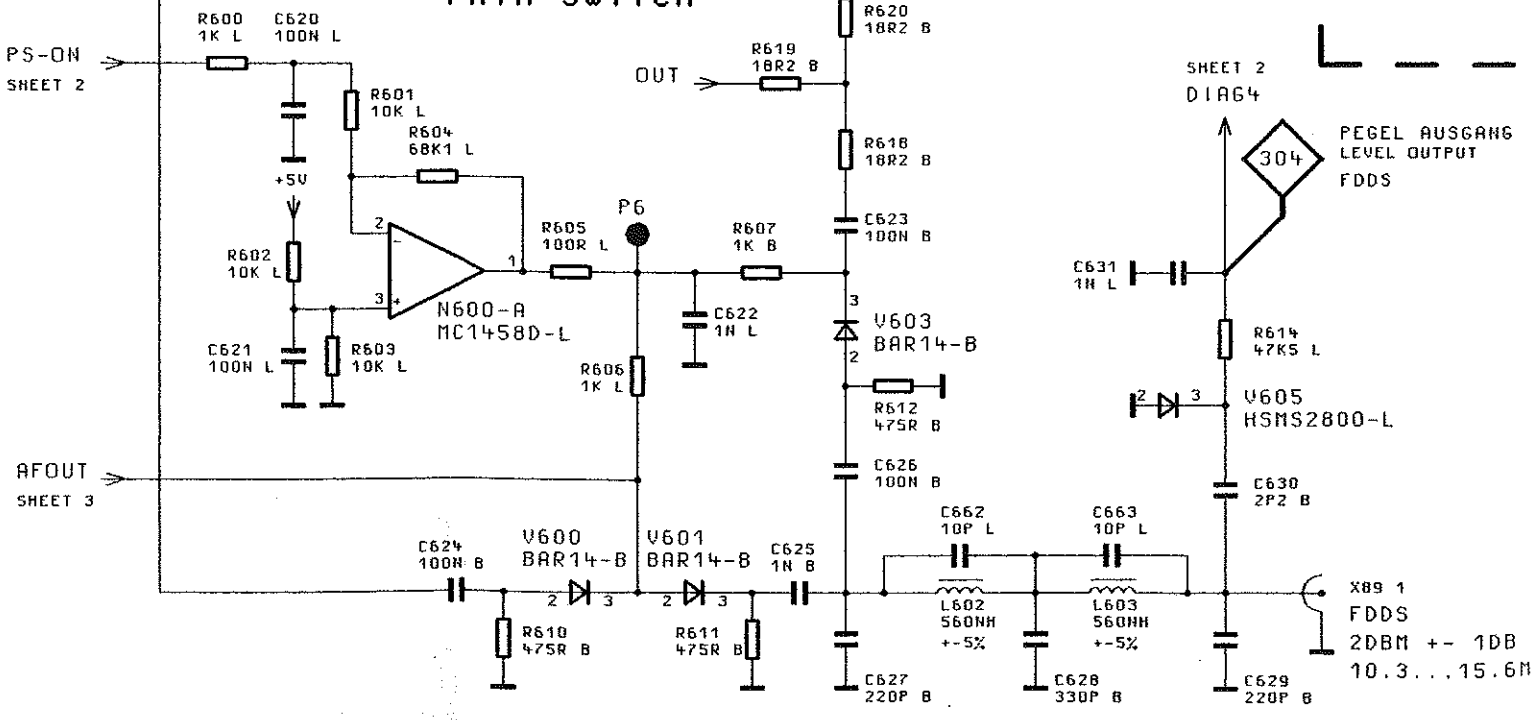 PATH SWITCH
R600
1K L
C620
100N L
PS-ON
SHEET 2
R601
10K L
R604
68K1 L
+5V
R602
10K L
2
-
3
+
1
N600-A
MC1458D-L
C621
100N L
R603
10K L
R605
100R L
P6
R606
1K L
C622
1N L
R607
1K B
OUT
R619
18R2 B
R620
18R2 B
R618
18R2 B
C623
100N B
3
V603
BAR14-B
2
R612
475R B
C626
100N B
AFOUT
SHEET 3
C624
100N B
V600
BAR14-B
2
3
V601
BAR14-B
2
3
C625
1N B
R610
475R B
R611
475R B
C627
220P B
C662
10P L
L602
560NH
+-5%
C663
10P L
L603
560NH
+-5%
C628
330P B
C629
220P B
SHEET 2
DIAG4
304
PEGEL AUSGANG
LEVEL OUTPUT
FDDS
C631
1N L
R614
47K5 L
2
3
V605
HSMS2800-L
C630
2P2 B
X89 1
FDDS
2DBM +- 1DB
10.3...15.6M